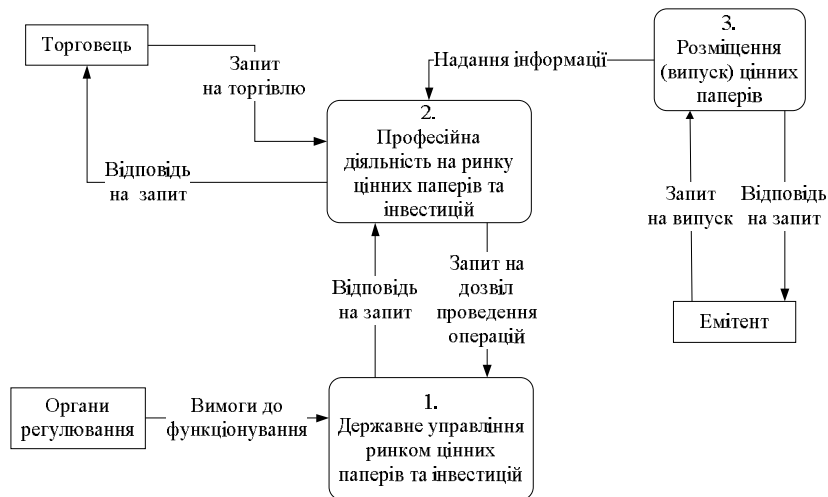 Торговець
Запит
на торгівлю
Відповідь
на запит
2.
Професійна
діяльність на ринку
цінних паперів та
інвестицій
Надання інформації
3.
Розміщення
(випуск) цінних
паперів
Запит
на випуск
Відповідь
на запит
Емітент
Відповідь
на запит
Запит на
дозвіл
проведення
операцій
Органи
регулювання
Вимоги до
функціонування
1.
Державне управління
ринком цінних
паперів та інвестицій